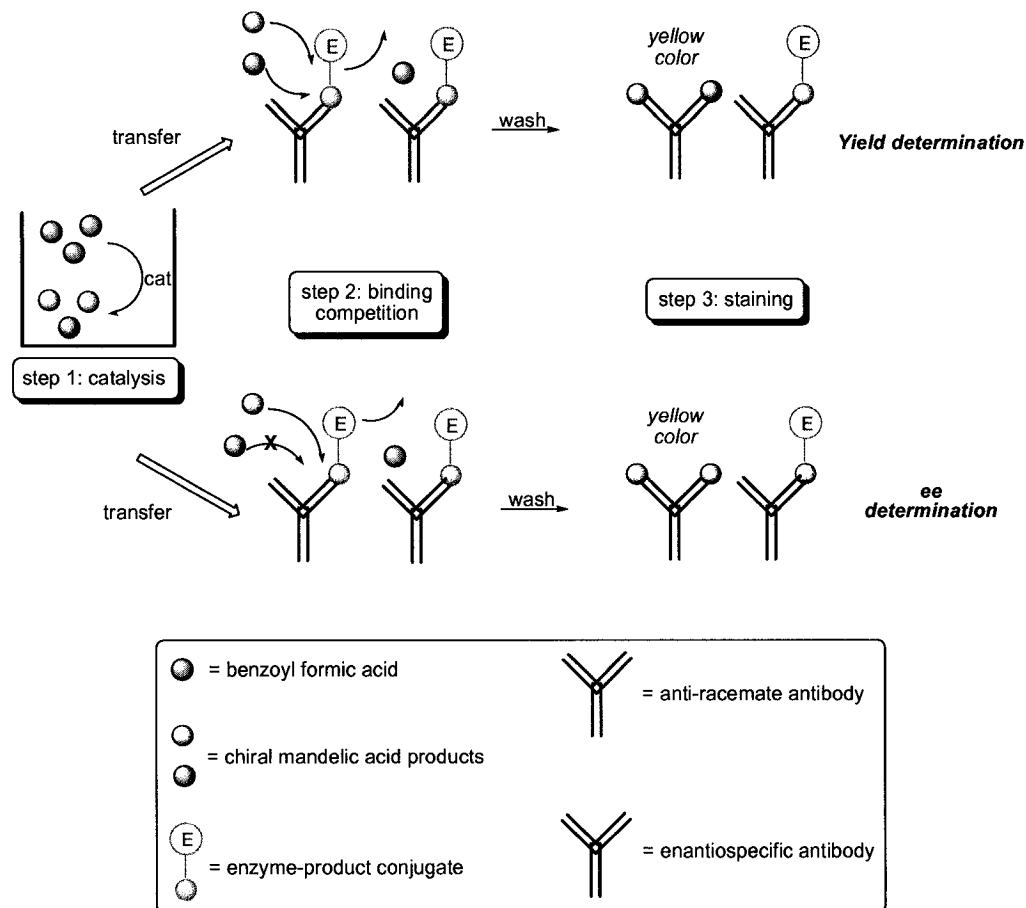 E
E
yellow
color
E
transfer
wash
Yield determination
cat
step 2: binding
competition
step 3: staining
step 1: catalysis
E
E
yellow
color
E
X
transfer
wash
ee
determination
= benzoyl formic acid
= anti-racemate antibody
= chiral mandelic acid products
E
= enzyme-product conjugate
= enantiospecific antibody